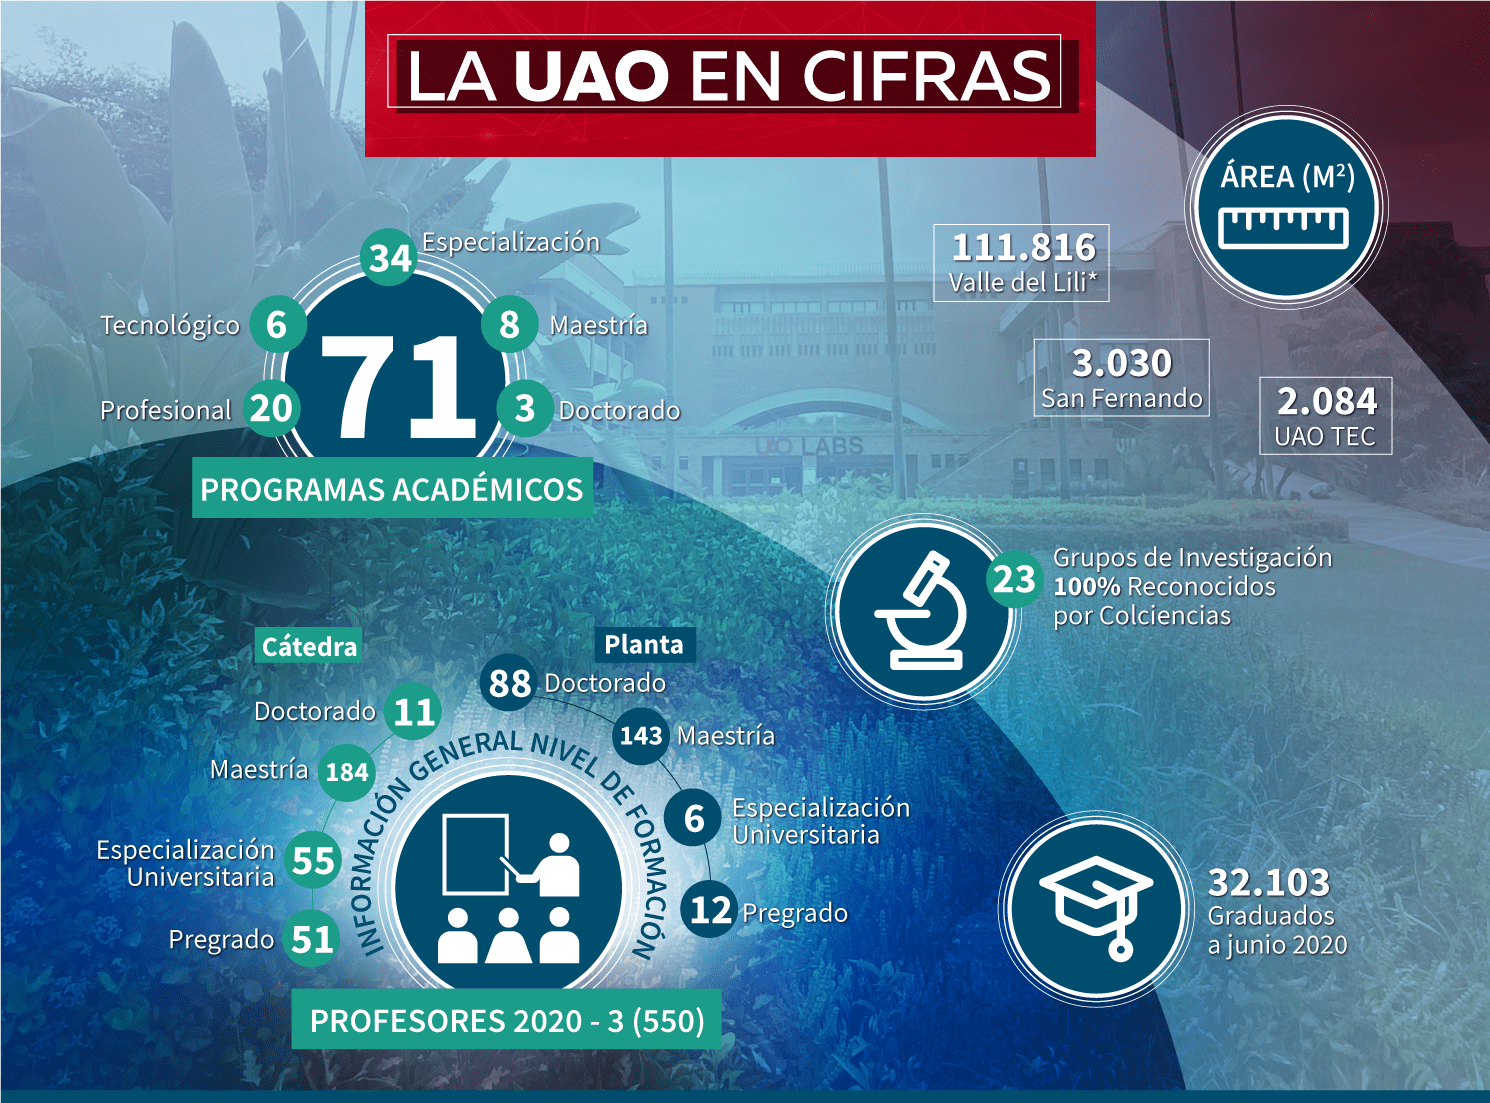 LA UAO EN CIFRAS
ÁREA (M²)
111.816
Valle del Lili*
3.030
San Fernando
2.084
UAO TEC
34 Especialización
Tecnológico 6
8 Maestría
71
Profesional 20
3 Doctorado
PROGRAMAS ACADÉMICOS
UAO LABS
23
Grupos de Investigación
100% Reconocidos
por Colciencias
Cátedra
Doctorado 11
Maestría 184
Especialización
Universitaria
55
Pregrado 51
Planta
88 Doctorado
143 Maestría
6
Especialización
Universitaria
12 Pregrado
INFORMACIÓN GENERAL NIVEL DE FORMACIÓN
PROFESORES 2020 - 3 (550)
32.103
Graduados
a junio 2020